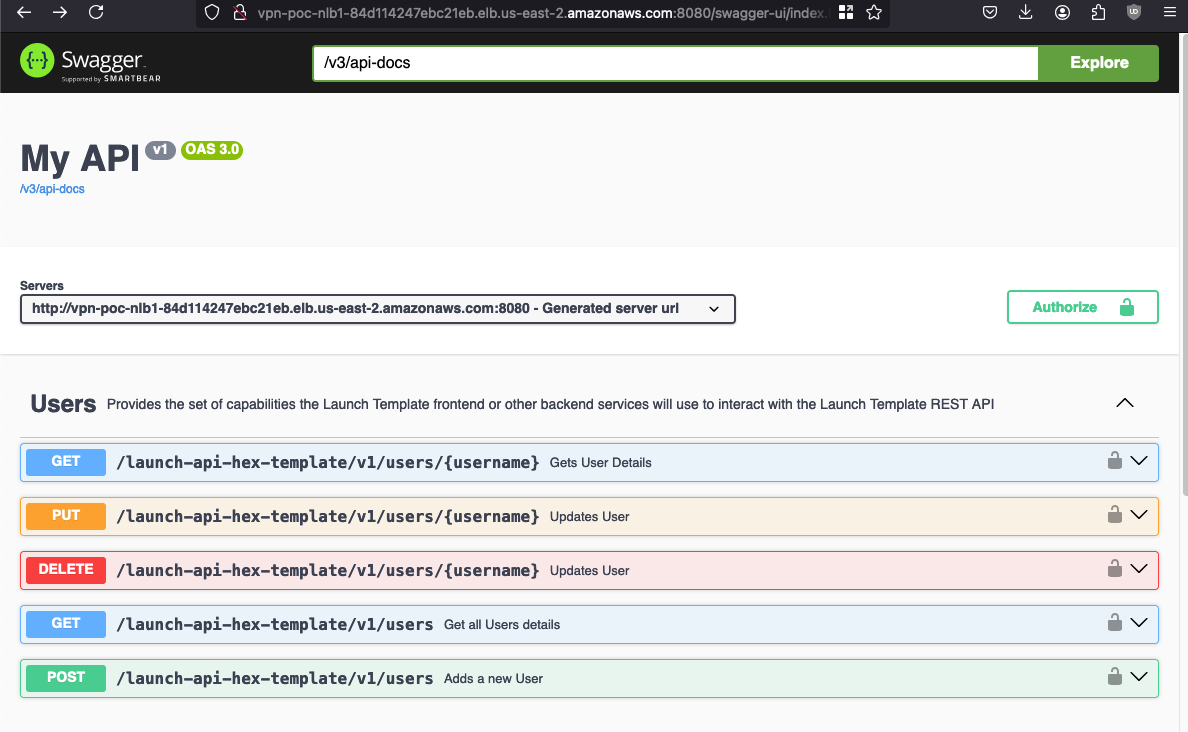 vpn-poc-nlb1-84d114247ebc21eb.elb.us-east-2.amazonaws.com:8080/swagger-ui/index.
Swagger
Supported by SMARTBEAR
/v3/api-docs
Explore
My API v1 OAS 3.0
/v3/api-docs
Servers
http://vpn-poc-nlb1-84d114247ebc21eb.elb.us-east-2.amazonaws.com:8080 - Generated server url
Authorize
Users Provides the set of capabilities the Launch Template frontend or other backend services will use to interact with the Launch Template REST API
GET /launch-api-hex-template/v1/users/{username} Gets User Details
PUT /launch-api-hex-template/v1/users/{username} Updates User
DELETE /launch-api-hex-template/v1/users/{username} Updates User
GET /launch-api-hex-template/v1/users Get all Users details
POST /launch-api-hex-template/v1/users Adds a new User